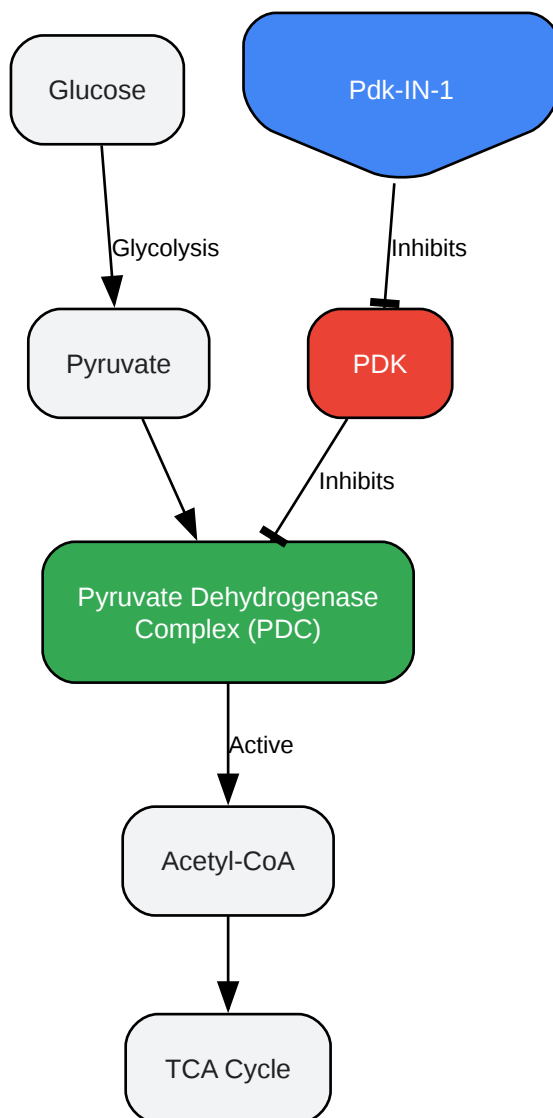 Glucose
Pdk-IN-1
Glycolysis
Inhibits
Pyruvate
PDK
Inhibits
Pyruvate Dehydrogenase
Complex (PDC)
Active
Acetyl-CoA
TCA Cycle